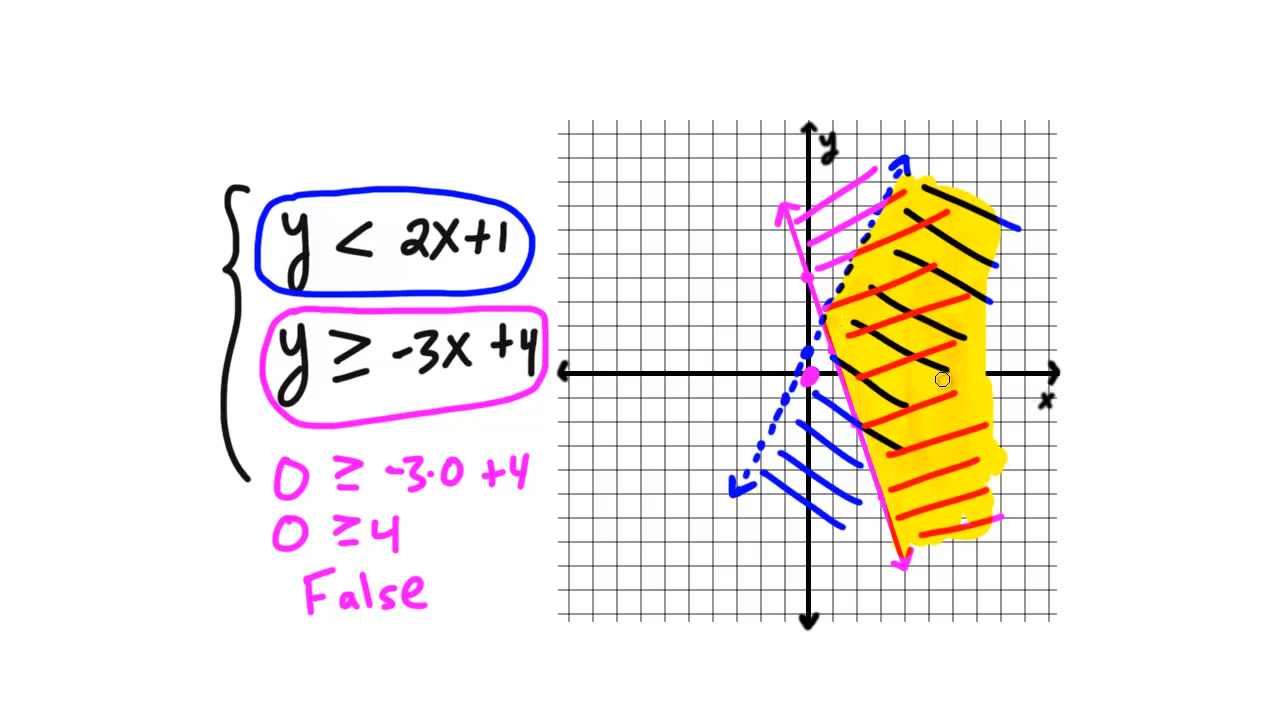 y < 2x+1
y ≥ -3x +4
0 ≥ -3·0 +4
0 ≥ 4
False
y
x